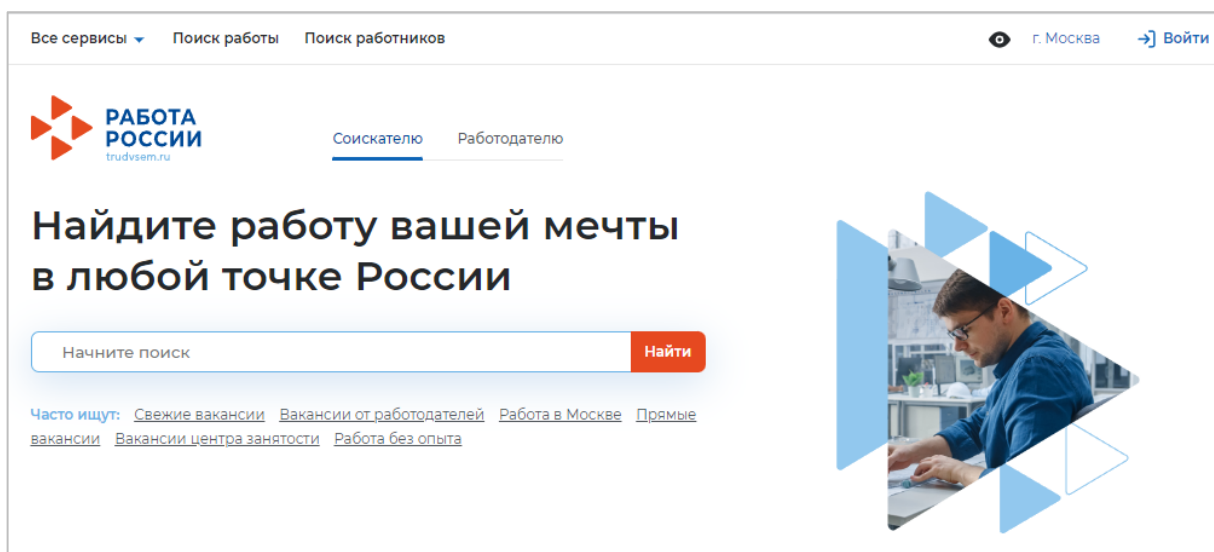 Все сервисы Поиск работы Поиск работников г. Москва Войти
РАБОТА
РОССИИ
trudvsem.ru
Соискателю Работодателю
Найдите работу вашей мечты
в любой точке России
Начните поиск Найти
Часто ищут: Свежие вакансии Вакансии от работодателей Работа в Москве Прямые
вакансии Вакансии центра занятости Работа без опыта